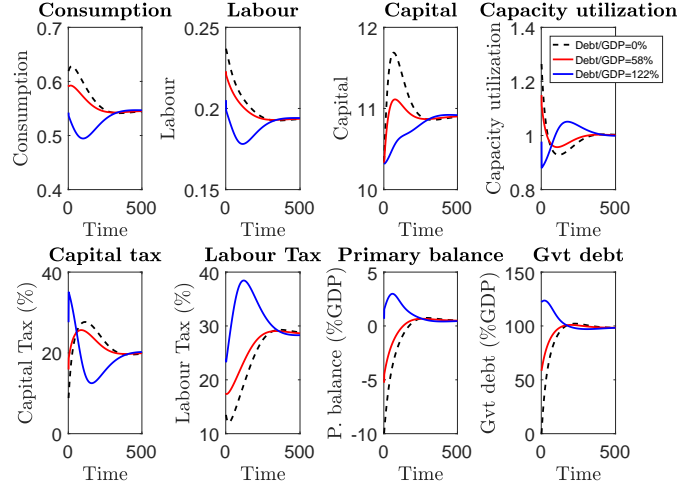 Consumption
Labour
Capital
Capacity utilization
0.7
0.6
0.5
0.4
Consumption
0
500
Time
0.25
0.2
0.15
Labour
0
500
Time
12
11
10
Capital
0
500
Time
1.4
1.2
1
0.8
Capacity utilization
0
500
Time
Debt/GDP=0%
Debt/GDP=58%
Debt/GDP=122%
Capital tax
Labour Tax
Primary balance
Gvt debt
40
20
0
Capital Tax (%)
0
500
Time
40
30
20
10
Labour Tax (%)
0
500
Time
5
0
-5
-10
P. balance (%GDP)
0
500
Time
150
100
50
0
Gvt debt (%GDP)
0
500
Time